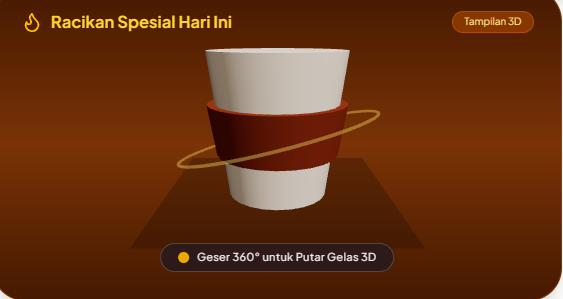 Racikan Spesial Hari Ini
Tampilan 3D
Geser 360° untuk Putar Gelas 3D